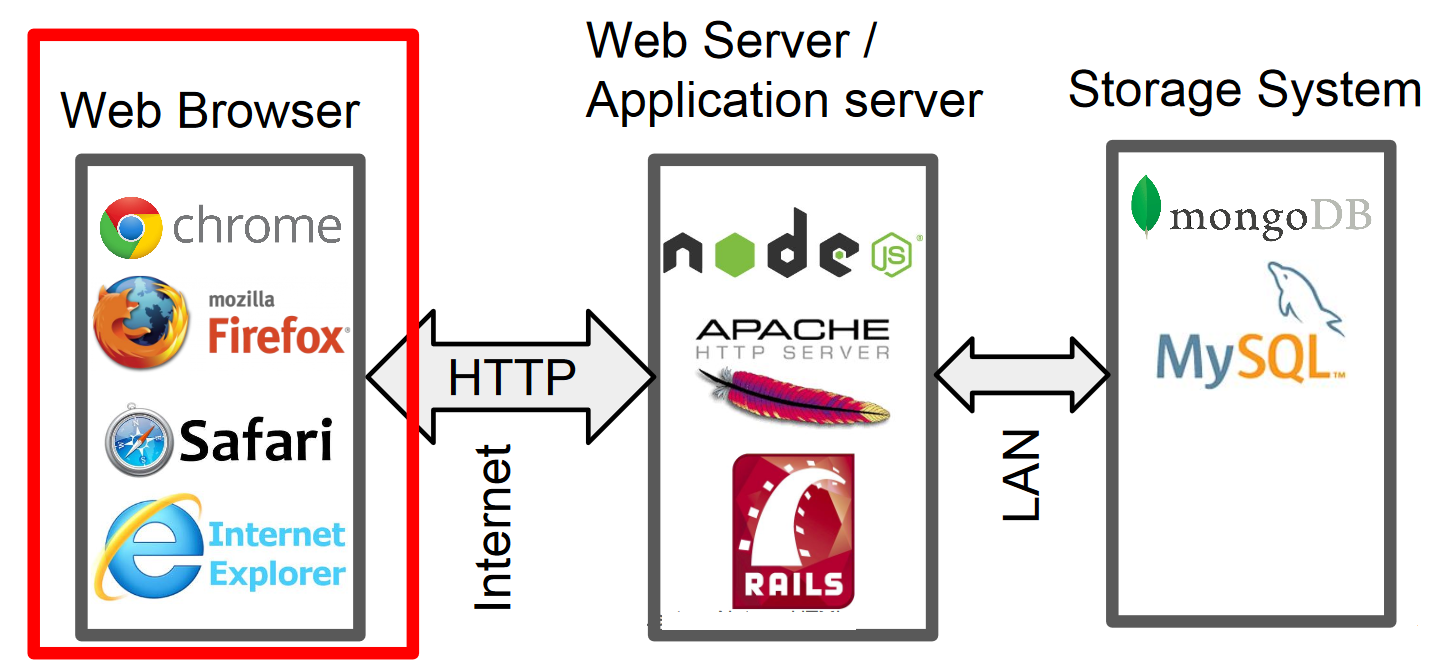 Web Browser
chrome
mozilla
Firefox®
Safari
Internet
Explorer
HTTP
Internet
Web Server /
Application server
node
JS®
APACHE
HTTP SERVER
RAILS
LAN
Storage System
mongoDB
MySQL™